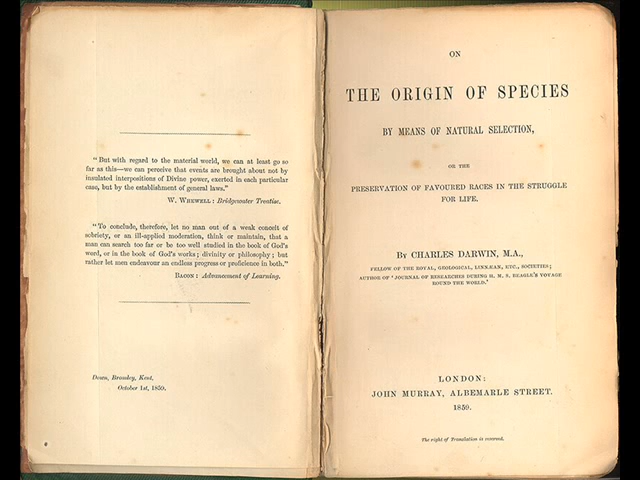 "But with regard to the material world, we can at least go so
far as this—we can perceive that events are brought about not by
insulated interpositions of Divine power, exerted in each particular
case, but by the establishment of general laws."
W. Whewell: Bridgewater Treatise.
"To conclude, therefore, let no man out of a weak conceit of
sobriety, or an ill-applied moderation, think or maintain, that a
man can search too far or be too well studied in the book of God's
word, or in the book of God's works; divinity or philosophy; but
rather let men endeavour an endless progress or proficience in both."
Bacon: Advancement of Learning.
Down, Bromley, Kent,
October 1st, 1859.
ON
THE ORIGIN OF SPECIES
BY MEANS OF NATURAL SELECTION,
OR THE
PRESERVATION OF FAVOURED RACES IN THE STRUGGLE
FOR LIFE.
By CHARLES DARWIN, M.A.,
FELLOW OF THE ROYAL, GEOLOGICAL, LINNÆAN, ETC., SOCIETIES;
AUTHOR OF 'JOURNAL OF RESEARCHES DURING H. M. S. BEAGLE'S VOYAGE
ROUND THE WORLD.'
LONDON:
JOHN MURRAY, ALBEMARLE STREET.
1859.
The right of Translation is reserved.